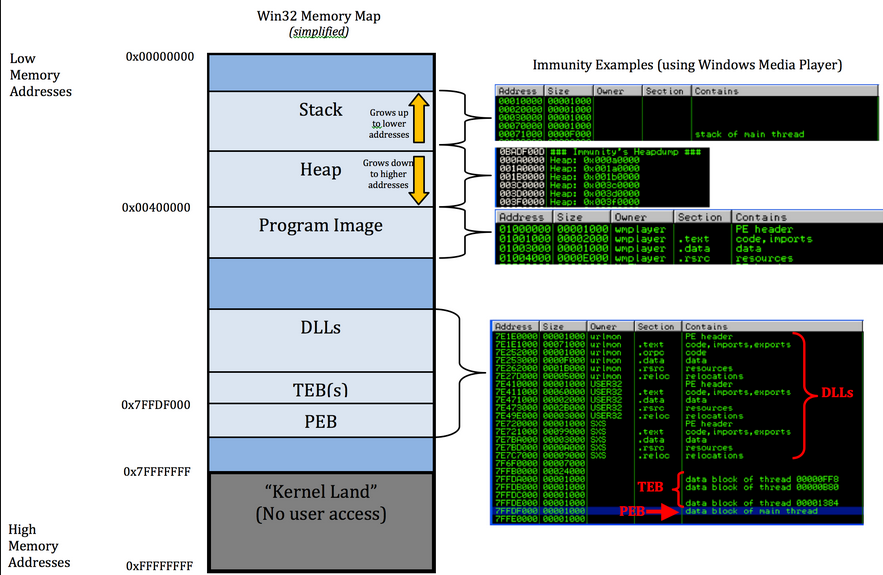 Win32 Memory Map
(simplified)
Low
Memory
Addresses
0x00000000
Stack
Grows up
to lower
addresses
Heap
Grows down
to higher
addresses
0x00400000
Program Image
DLLs
TEB(s)
0x7FFDF000
PEB
0x7FFFFFFF
"Kernel Land"
(No user access)
High
Memory
Addresses
0xFFFFFFFF
Immunity Examples (using Windows Media Player)
Address Size Owner Section Contains
00010000 00001000
00020000 00001000
00030000 00001000
00070000 00001000
00071000 0000F000 stack of main thread
0BADF00D ### Immunity's Heapdump ###
000A0000 Heap: 0x000a0000
001A0000 Heap: 0x001a0000
001B0000 Heap: 0x001b0000
003C0000 Heap: 0x003c0000
003D0000 Heap: 0x003d0000
003F0000 Heap: 0x003f0000
Address Size Owner Section Contains
01000000 00001000 wmplayer PE header
01001000 00002000 wmplayer .text code,imports
01003000 00001000 wmplayer .data data
01004000 0000E000 wmplayer .rsrc resources
Address Size Owner Section Contains
7E1E0000 00001000 urlmon PE header
7E1E1000 00071000 urlmon .text code,imports,exports
7E252000 00001000 urlmon .orpc code
7E253000 0000F000 urlmon .data data
7E262000 0001B000 urlmon .rsrc resources
7E27D000 00005000 urlmon .reloc relocations
7E410000 00001000 USER32 PE header
7E411000 00060000 USER32 .text code,imports,exports
7E471000 00002000 USER32 .data data
7E473000 0002B000 USER32 .rsrc resources
7E49E000 00003000 USER32 .reloc relocations
7E720000 00001000 SXS PE header
7E721000 00099000 SXS .text code,imports,exports
7E7BA000 00003000 SXS .data data
7E7BD000 0000A000 SXS .rsrc resources
7E7C7000 00009000 SXS .reloc relocations
7F6F0000 00007000
7FFB0000 00024000
7FFDA000 00001000 data block of thread 00000FF8
7FFDB000 00001000 data block of thread 00000B80
7FFDC000 00001000
7FFDE000 00001000 data block of thread 00001384
7FFDF000 00001000 data block of main thread
7FFE0000 00001000
DLLs
TEB
PEB